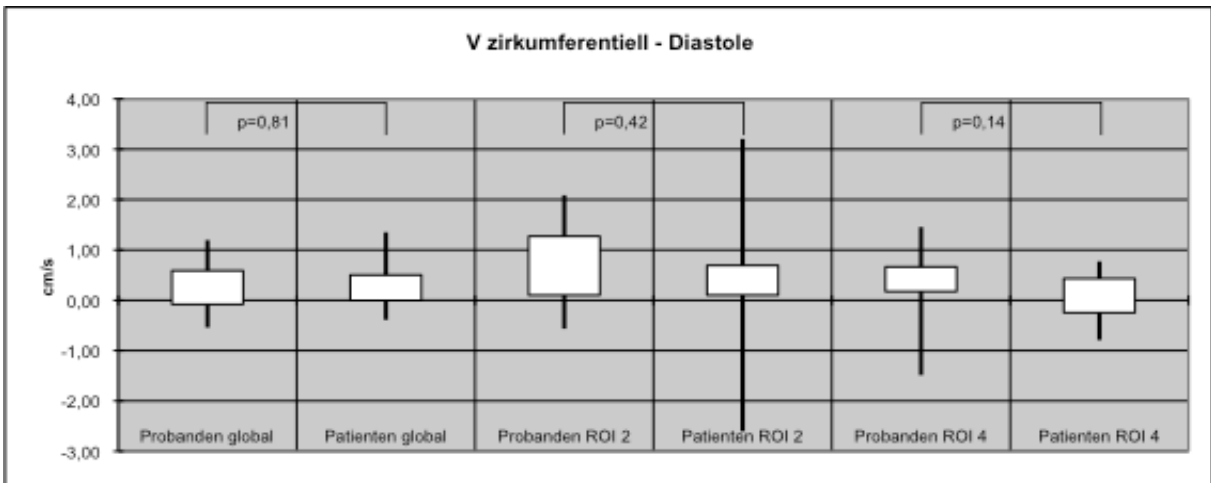 V zirkumferentiell - Diastole
4,00
3,00
2,00
1,00
0,00
-1,00
-2,00
-3,00
cm/s
p=0,81
p=0,42
p=0,14
Probanden global
Patienten global
Probanden ROI 2
Patienten ROI 2
Probanden ROI 4
Patienten ROI 4